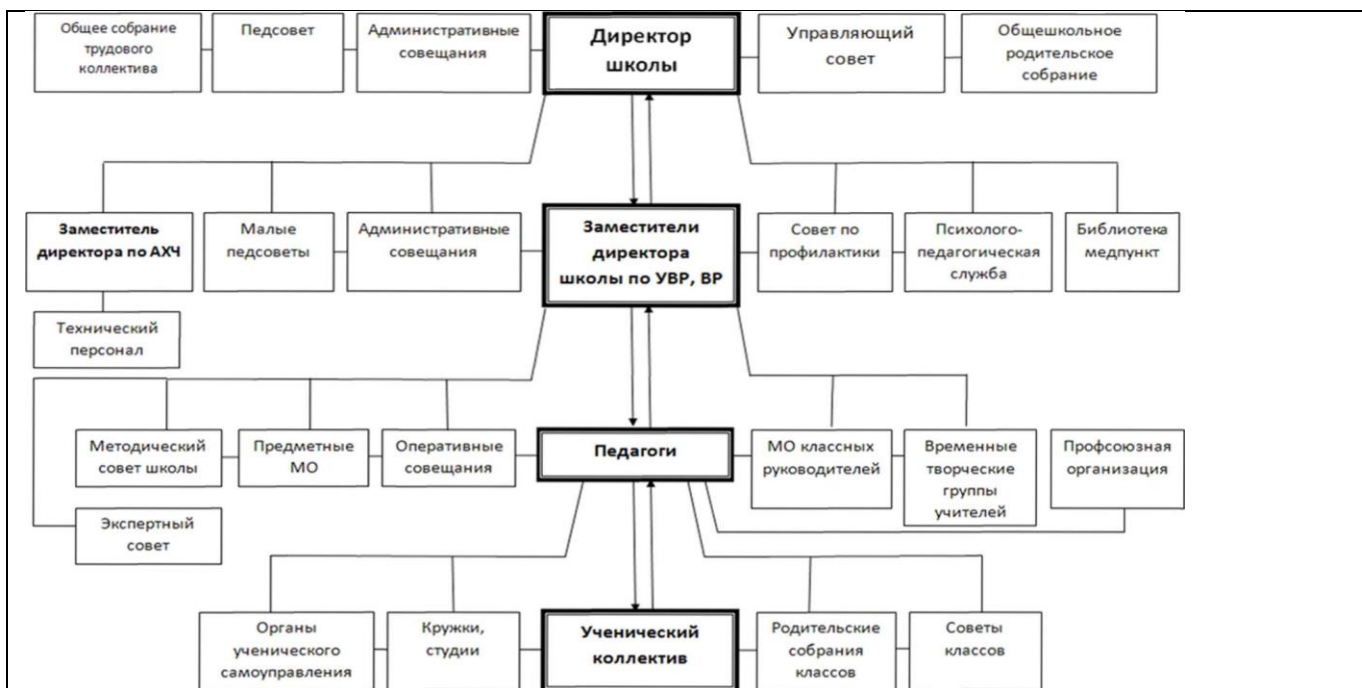 Общее собрание
трудового
коллектива
Педсовет
Административные
совещания
Директор
школы
Управляющий
совет
Общешкольное
родительское
собрание
Заместитель
директора по АХЧ
Малые
педсоветы
Административные
совещания
Заместители
директора
школы по УВР, ВР
Совет по
профилактики
Психолого-
педагогическая
служба
Библиотека
медпункт
Технический
персонал
Методический
совет школы
Предметные
МО
Оперативные
совещания
Педагоги
МО классных
руководителей
Временные
творческие
группы
учителей
Профсоюзная
организация
Экспертный
совет
Органы
ученического
самоуправления
Кружки,
студии
Ученический
коллектив
Родительские
собрания
классов
Советы
классов